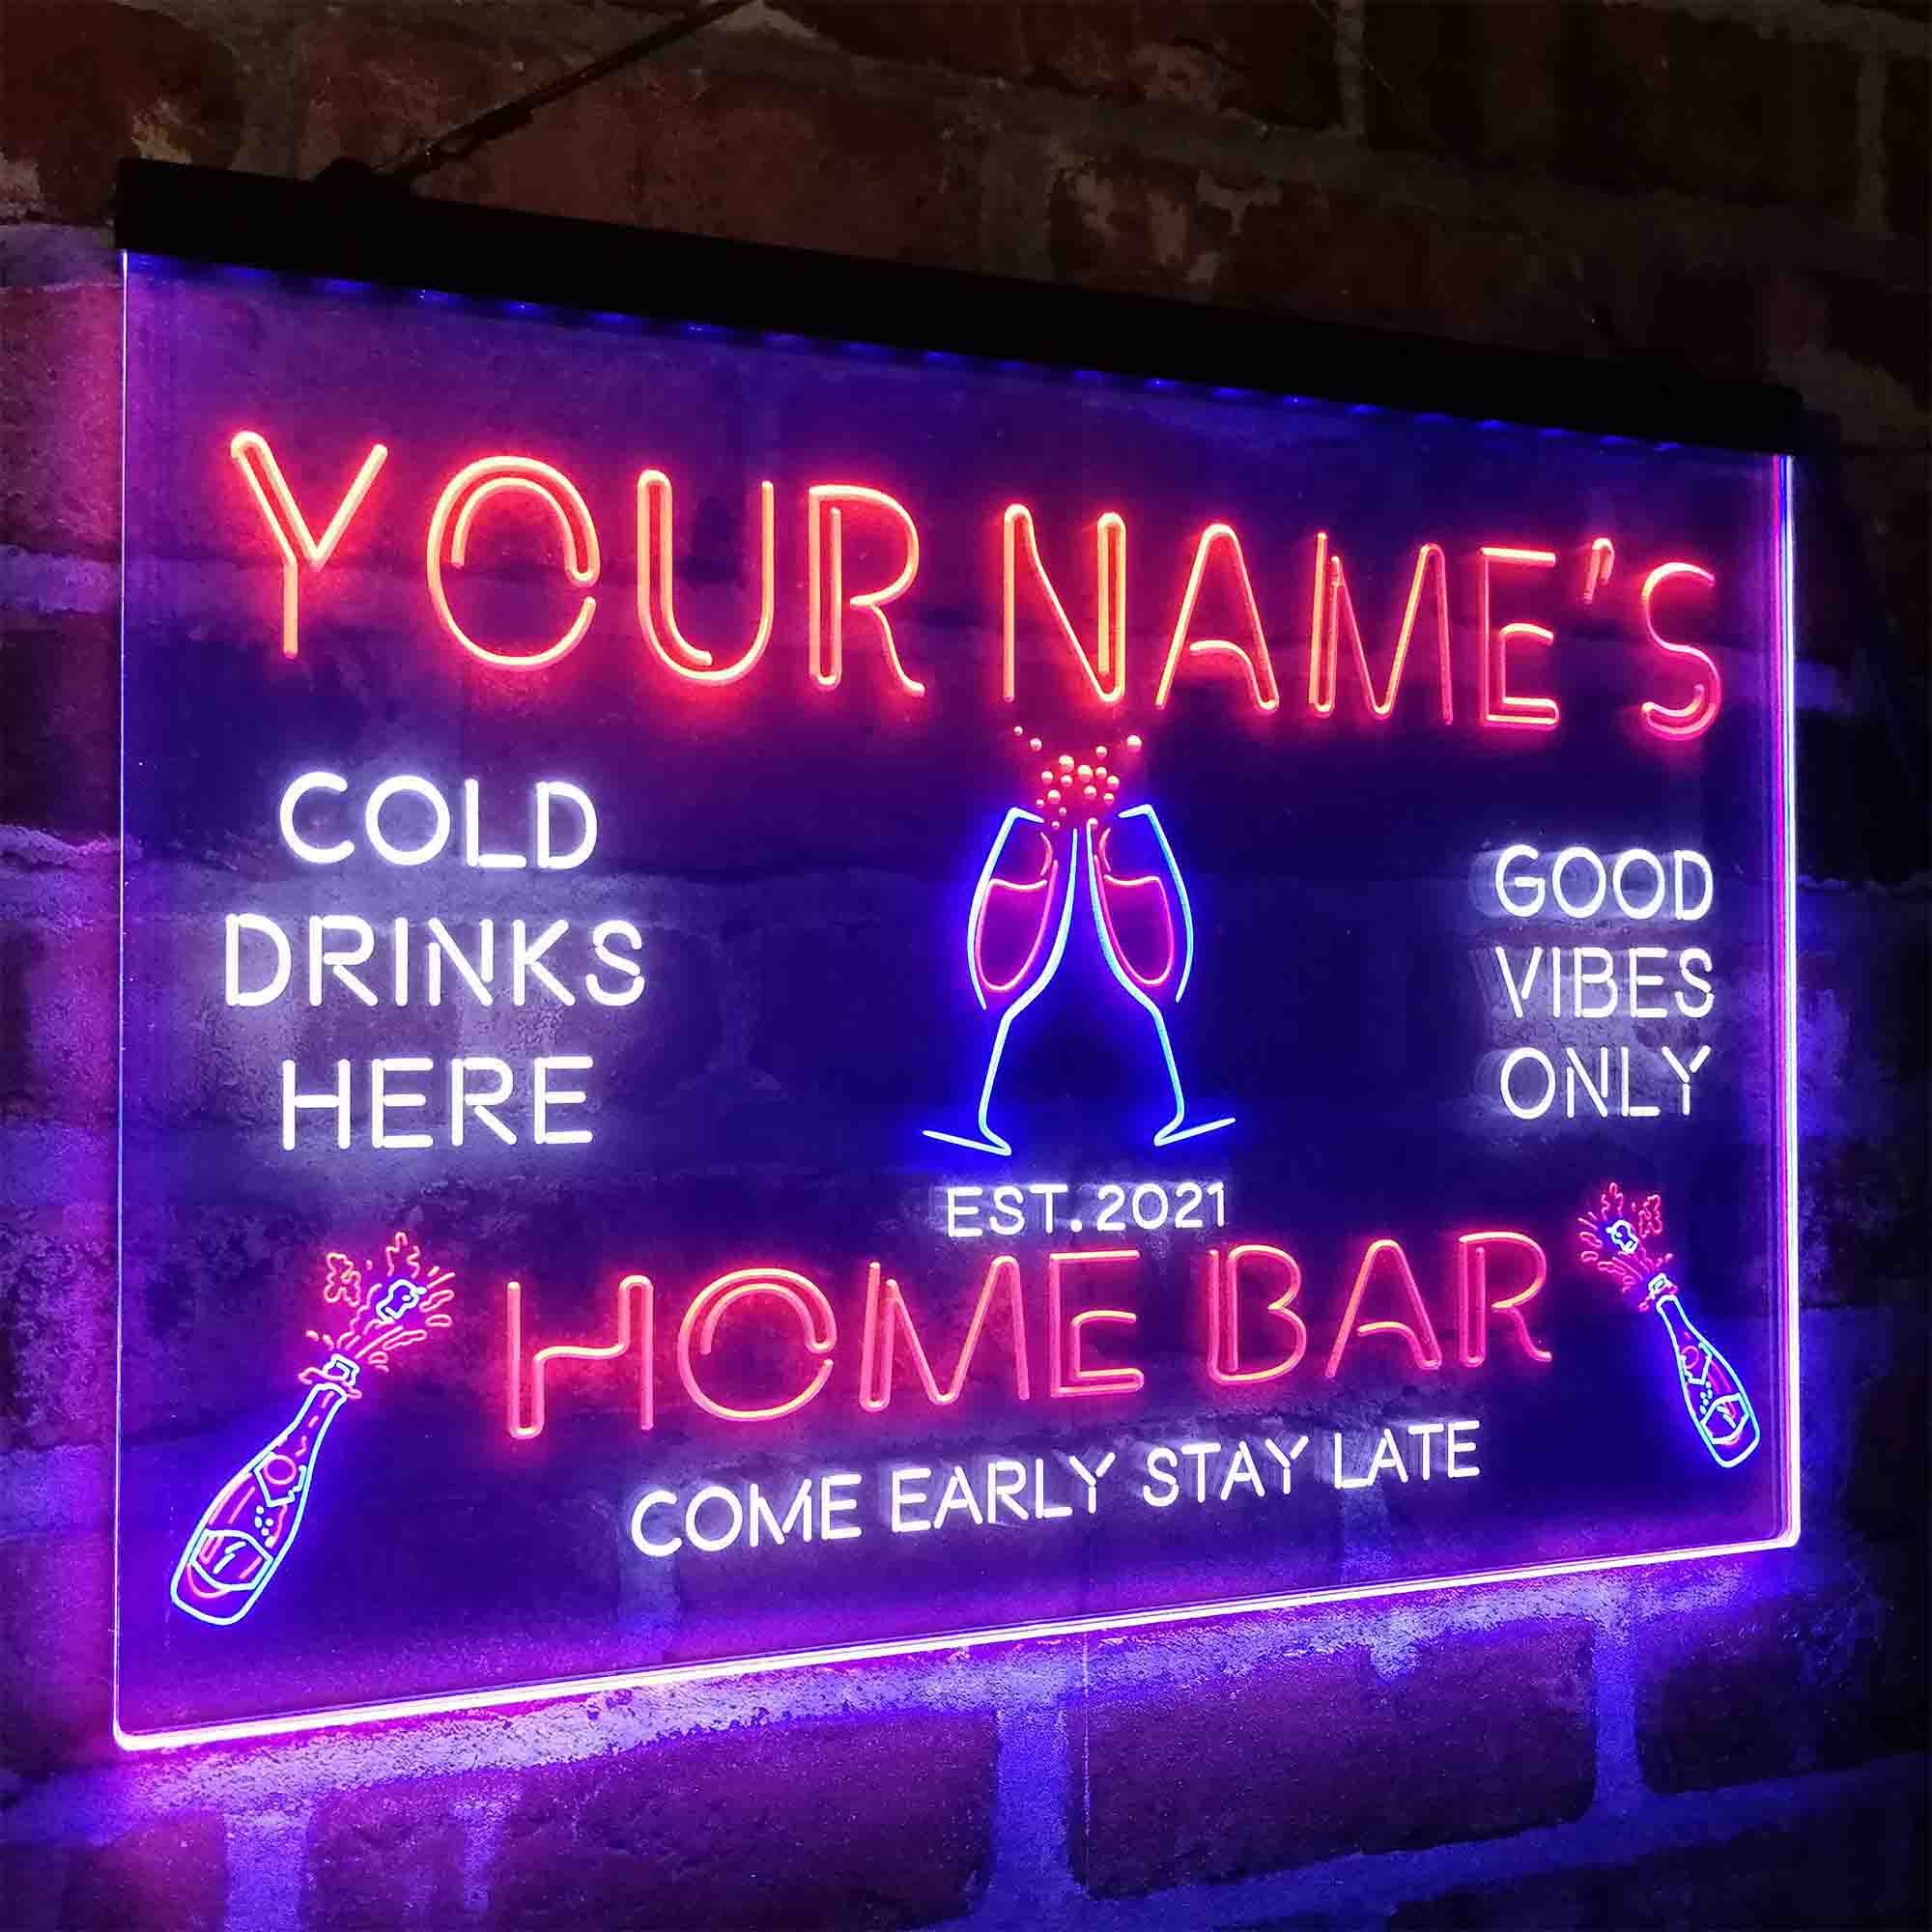 YOUR NAME'S
COLD
DRINKS
HERE
GOOD
VIBES
ONLY
EST.2021
HOME BAR
COME EARLY STAY LATE